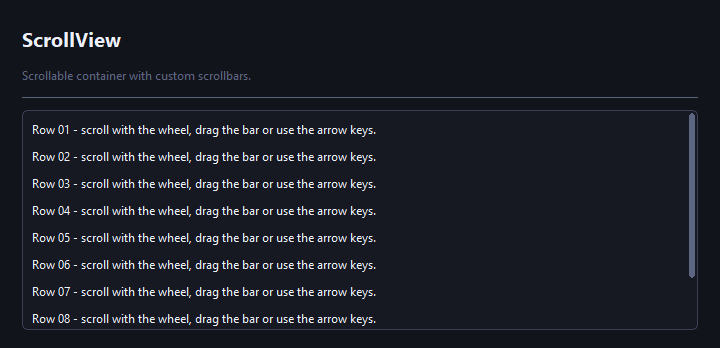 ScrollView
Scrollable container with custom scrollbars.
Row 01 - scroll with the wheel, drag the bar or use the arrow keys.
Row 02 - scroll with the wheel, drag the bar or use the arrow keys.
Row 03 - scroll with the wheel, drag the bar or use the arrow keys.
Row 04 - scroll with the wheel, drag the bar or use the arrow keys.
Row 05 - scroll with the wheel, drag the bar or use the arrow keys.
Row 06 - scroll with the wheel, drag the bar or use the arrow keys.
Row 07 - scroll with the wheel, drag the bar or use the arrow keys.
Row 08 - scroll with the wheel, drag the bar or use the arrow keys.